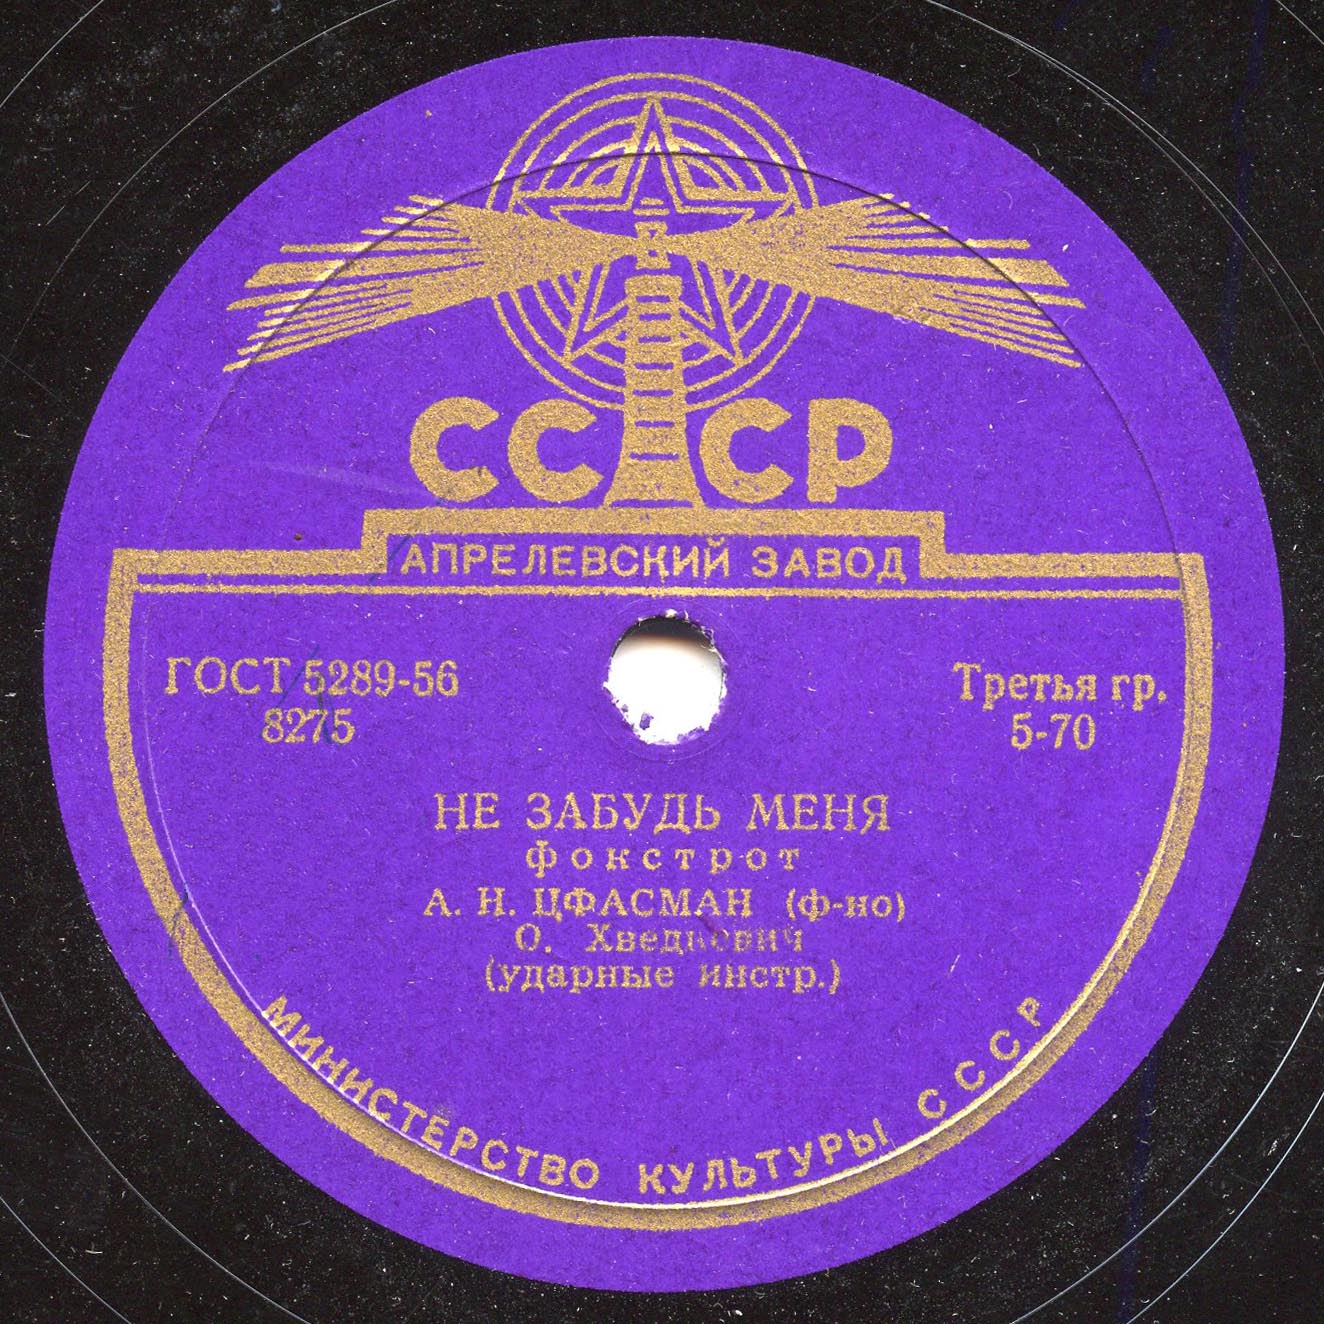 СССР
АПРЕЛЕВСКИЙ ЗАВОД
ГОСТ 5289-56
8275
Третья гр.
5-70
НЕ ЗАБУДЬ МЕНЯ
фокстрот
А. Н. ЦФАСМАН (ф-но)
О. Хведкевич
(ударные инстр.)
МИНИСТЕРСТВО КУЛЬТУРЫ СССР